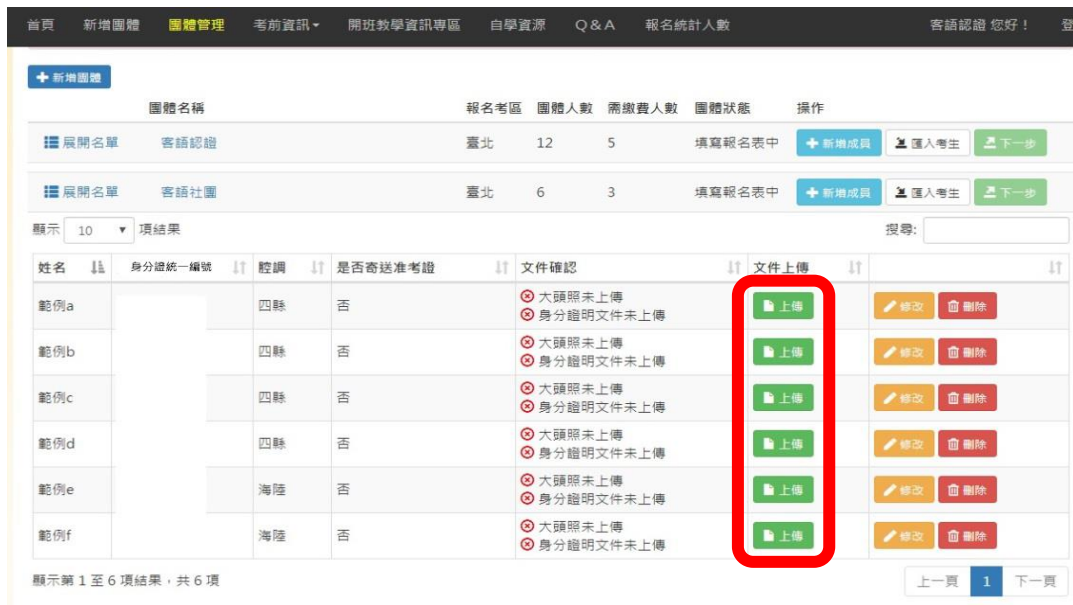 首頁 新增團體 團體管理 考前資訊 開班教學資訊專區 自學資源 Q&A 報名統計人數 客語認證 您好! 登
新增團體
團體名稱 報名考區 團體人數 需繳費人數 團體狀態 操作
展開名單 客語認證 臺北 12 5 填寫報名表中 新增成員 匯入考生 下一步
展開名單 客語社團 臺北 6 3 填寫報名表中 新增成員 匯入考生 下一步
顯示 10 項結果 搜尋:
姓名 身分證統一編號 腔調 是否寄送准考證 文件確認 文件上傳
範例a 四縣 否 大頭照未上傳 上傳 修改 刪除
身分證明文件未上傳
範例b 四縣 否 大頭照未上傳 上傳 修改 刪除
身分證明文件未上傳
範例c 四縣 否 大頭照未上傳 上傳 修改 刪除
身分證明文件未上傳
範例d 四縣 否 大頭照未上傳 上傳 修改 刪除
身分證明文件未上傳
範例e 海陸 否 大頭照未上傳 上傳 修改 刪除
身分證明文件未上傳
範例f 海陸 否 大頭照未上傳 上傳 修改 刪除
身分證明文件未上傳
顯示第 1 至 6 項結果,共 6 項 上一頁 1 下一頁